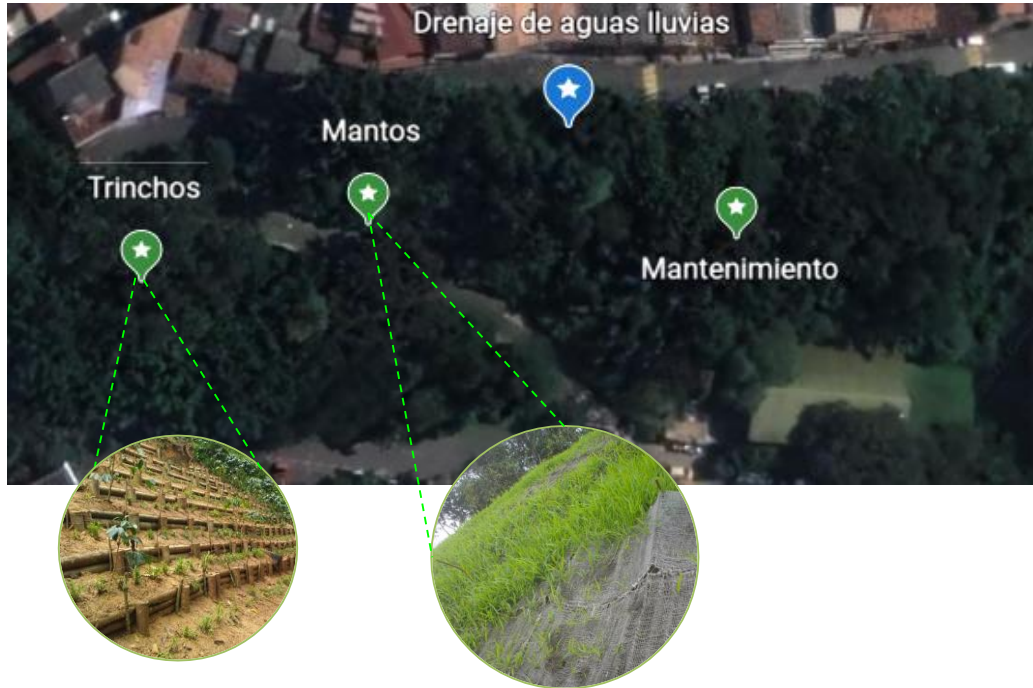 Drenaje de aguas lluvias
Mantos
Trinchos
Mantenimiento